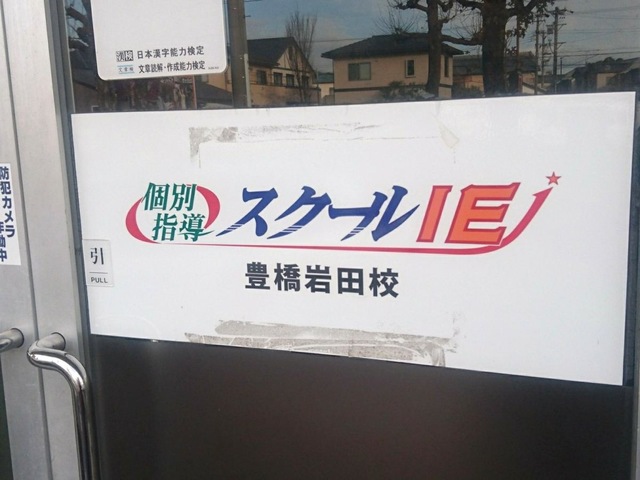 漢検 日本漢字能力検定
文章読解・作成能力検定
個別
指導
スクールIE
豊橋岩田校
引
PULL
防犯カメラ